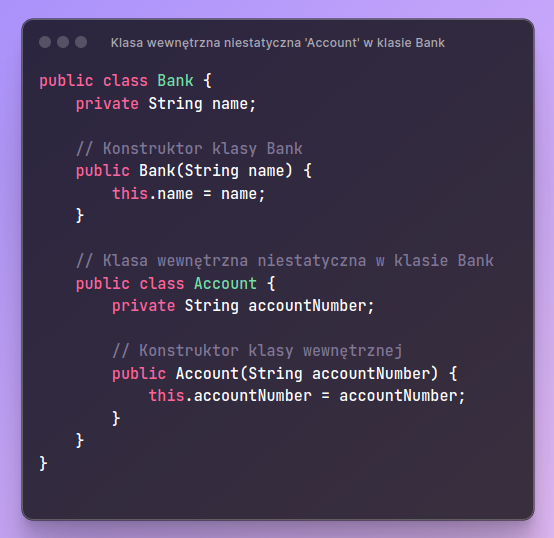 Klasa wewnętrzna niestatyczna 'Account' w klasie Bank
public class Bank {
    private String name;

    // Konstruktor klasy Bank
    public Bank(String name) {
        this.name = name;
    }

    // Klasa wewnętrzna niestatyczna w klasie Bank
    public class Account {
        private String accountNumber;

        // Konstruktor klasy wewnętrznej
        public Account(String accountNumber) {
            this.accountNumber = accountNumber;
        }
    }
}